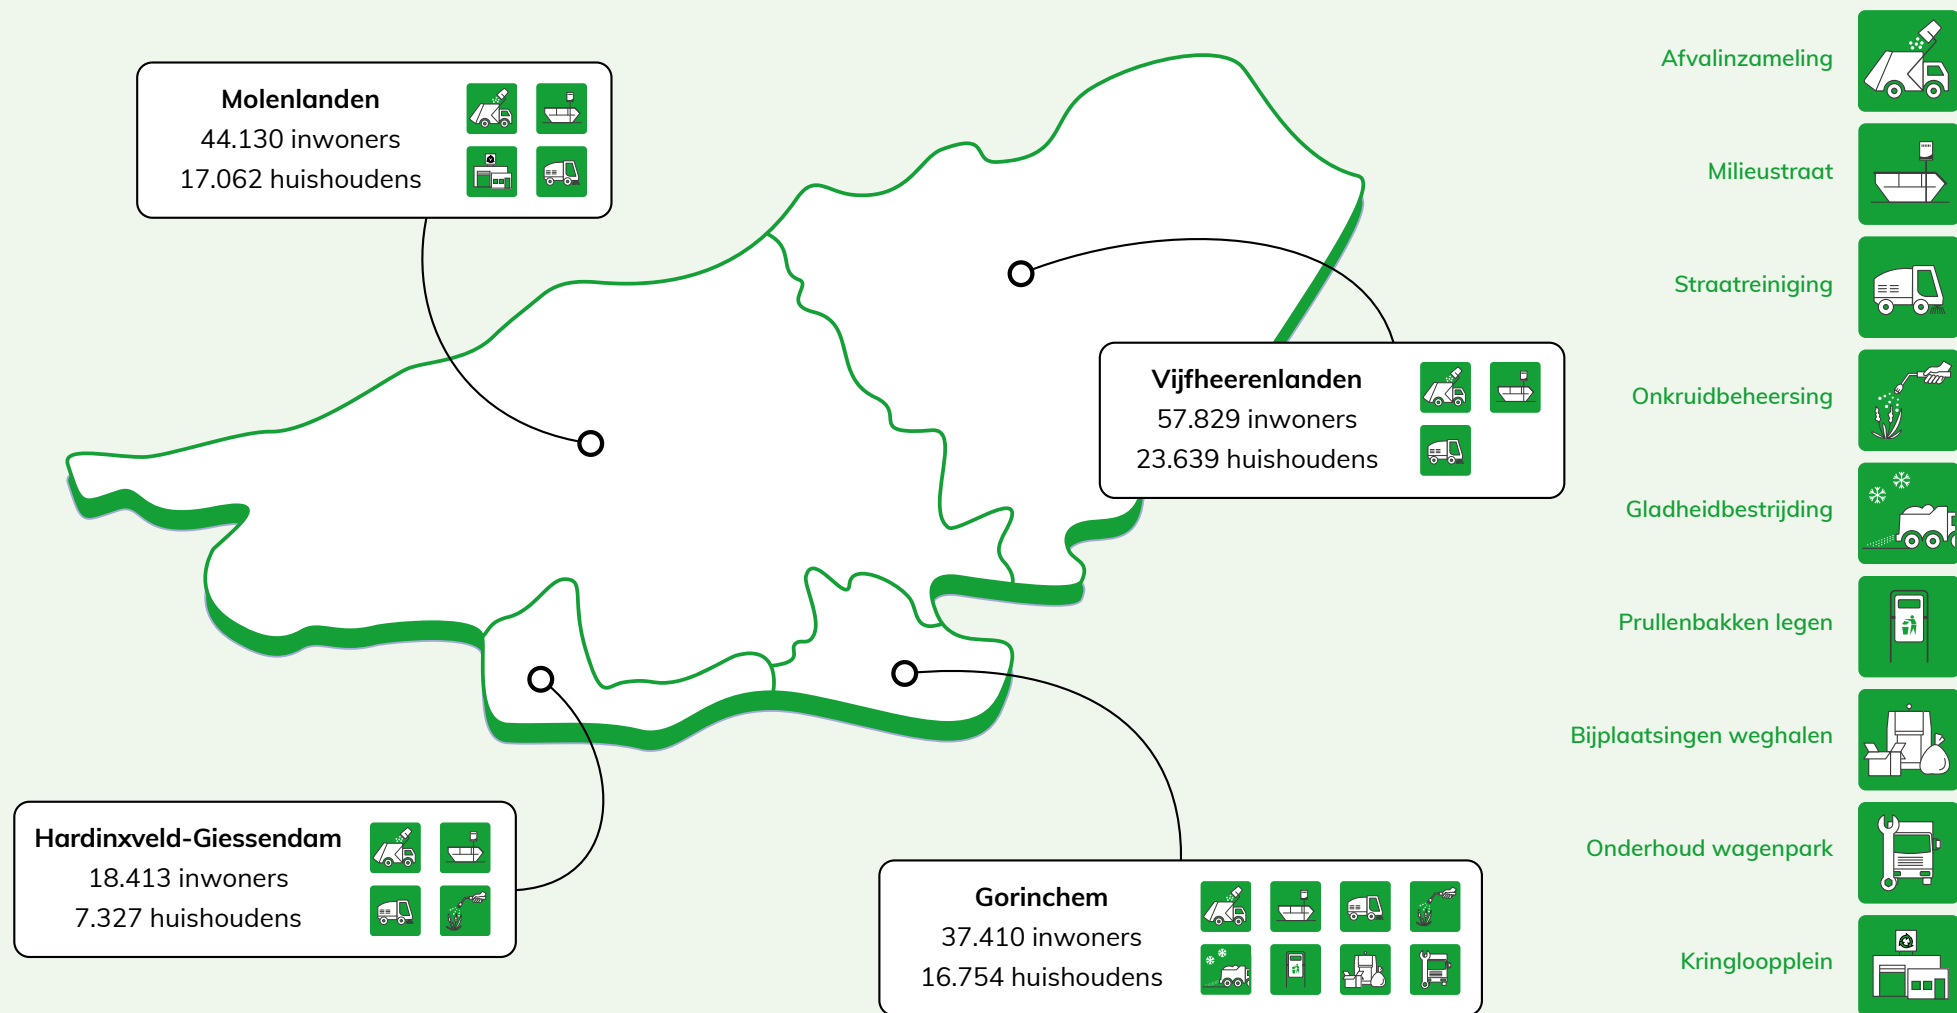 Molenlanden
44.130 inwoners
17.062 huishoudens
Vijfheerenlanden
57.829 inwoners
23.639 huishoudens
Hardinxveld-Giessendam
18.413 inwoners
7.327 huishoudens
Gorinchem
37.410 inwoners
16.754 huishoudens
Afvalinzameling
Milieustraat
Straatreiniging
Onkruidbeheersing
Gladheidbestrijding
Prullenbakken legen
Bijplaatsingen weghalen
Onderhoud wagenpark
Kringloopplein